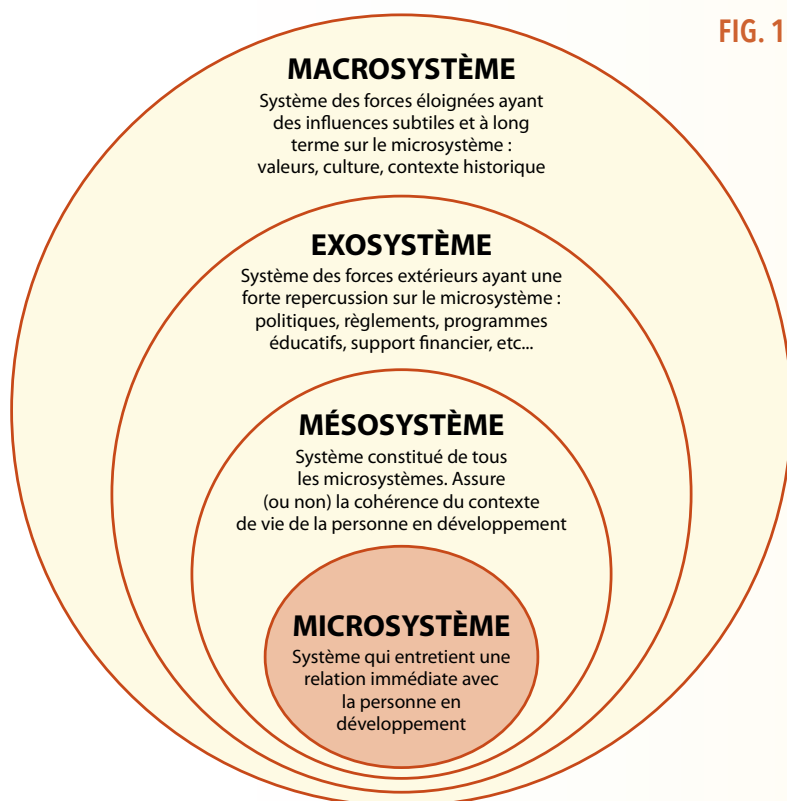 FIG. 1
MACROSYSTÈME
Système des forces éloignées ayant
des influences subtiles et à long
terme sur le microsystème :
valeurs, culture, contexte historique
EXOSYSTÈME
Système des forces extérieurs ayant une
forte repercussion sur le microsystème :
politiques, règlements, programmes
éducatifs, support financier, etc...
MÉSOSYSTÈME
Système constitué de tous
les microsystèmes. Assure
(ou non) la cohérence du contexte
de vie de la personne en développement
MICROSYSTÈME
Système qui entretient une
relation immédiate avec
la personne en
développement